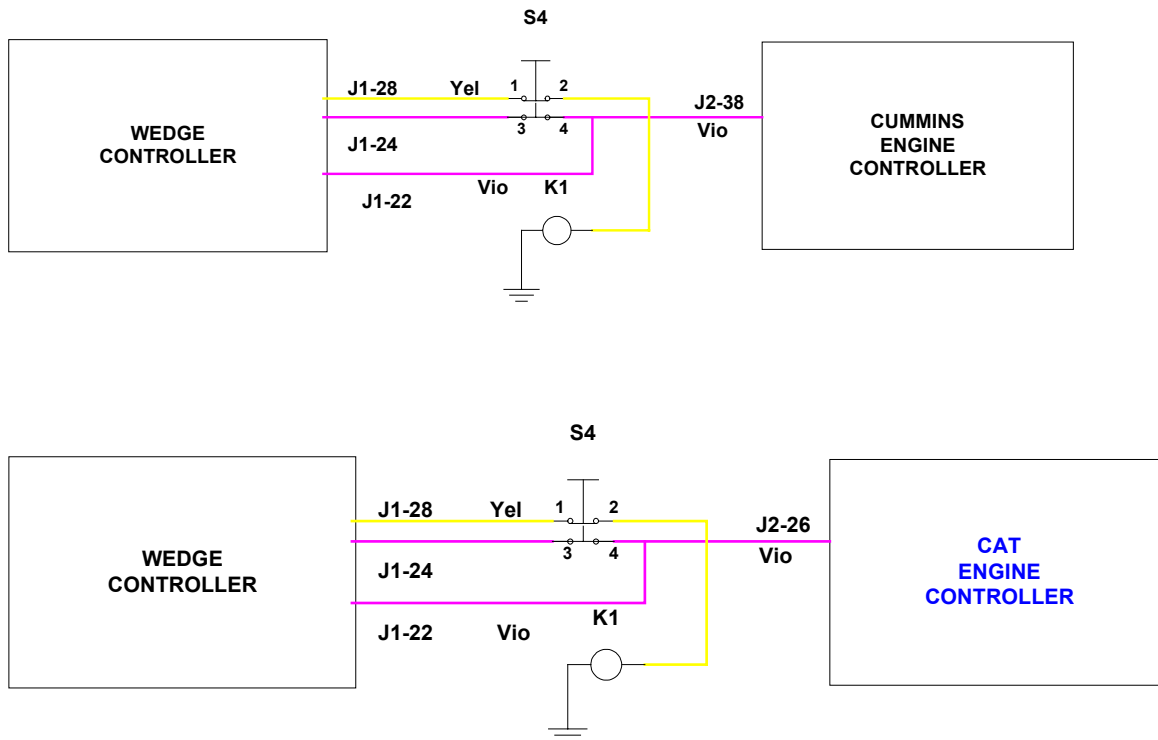 S4
J1-28 Yel 1 2
J2-38
WEDGE
CONTROLLER
3 4
Vio
CUMMINS
ENGINE
CONTROLLER
J1-24
Vio K1
J1-22
S4
J1-28 Yel 1 2
J2-26
WEDGE
CONTROLLER
3 4
Vio
CAT
ENGINE
CONTROLLER
J1-24
K1
J1-22 Vio